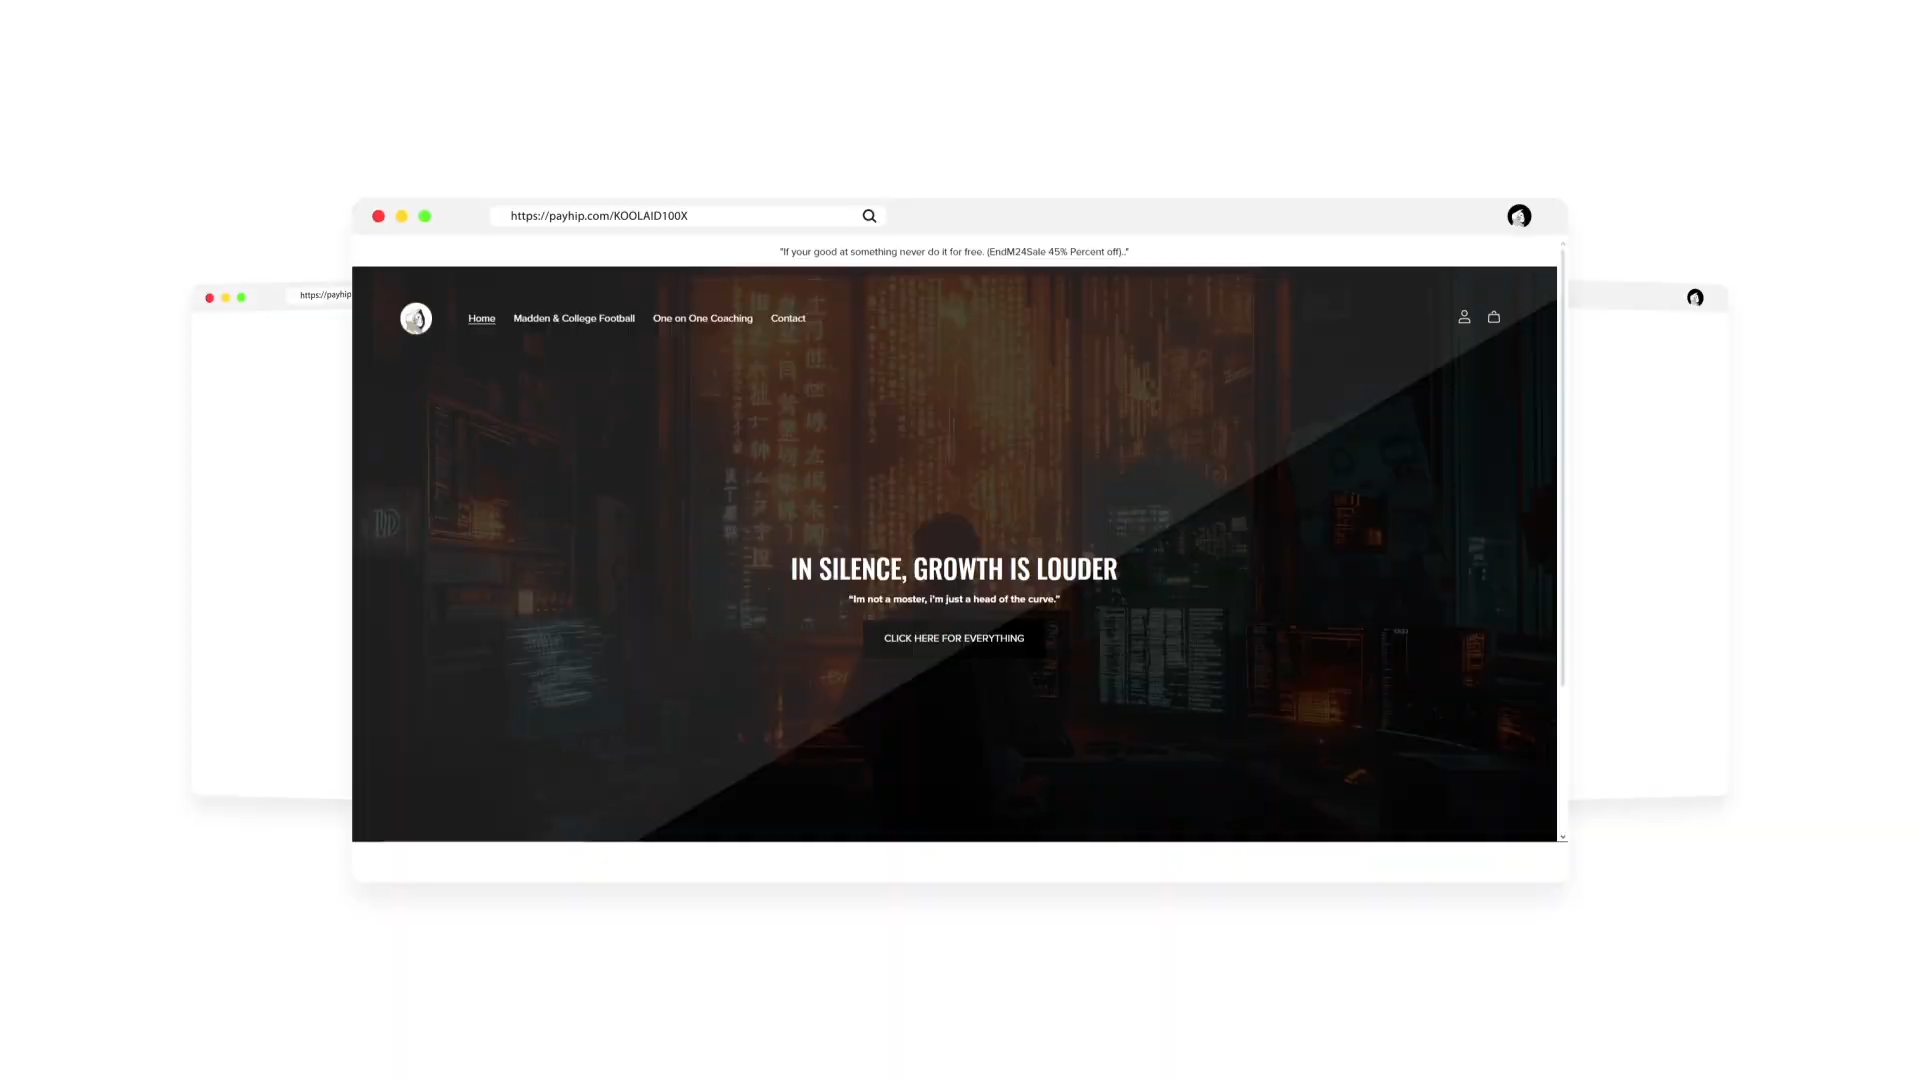 https://payhip.com/KOOLAID100X
"If your good at something never do it for free. (EndM24Sale 45% Percent off).."
https://payhip
Home Madden & College Football One on One Coaching Contact
IN SILENCE, GROWTH IS LOUDER
“Im not a moster, i'm just a head of the curve.”
CLICK HERE FOR EVERYTHING